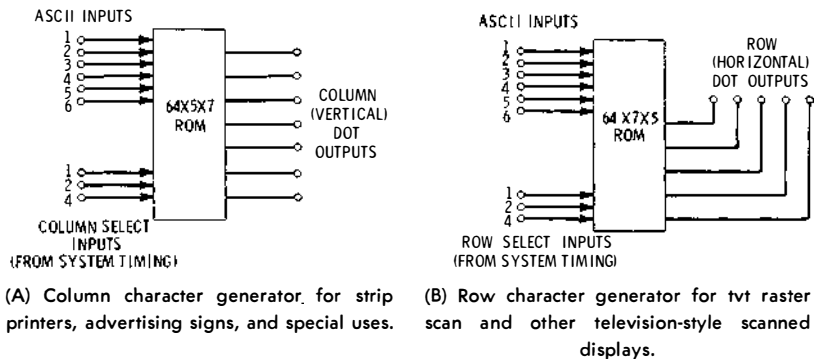 ASCII INPUTS
1
2
3
4
5
6
64X5X7
ROM
COLUMN
(VERTICAL)
DOT
OUTPUTS
1
2
4
COLUMN SELECT
INPUTS
(FROM SYSTEM TIMING)
(A) Column character generator for strip
printers, advertising signs, and special uses.
ASCII INPUTS
1
2
3
4
5
6
64 X7X5
ROM
ROW
(HORIZONTAL)
DOT OUTPUTS
1
2
4
ROW SELECT INPUTS
(FROM SYSTEM TIMING)
(B) Row character generator for tvt raster
scan and other television-style scanned
displays.